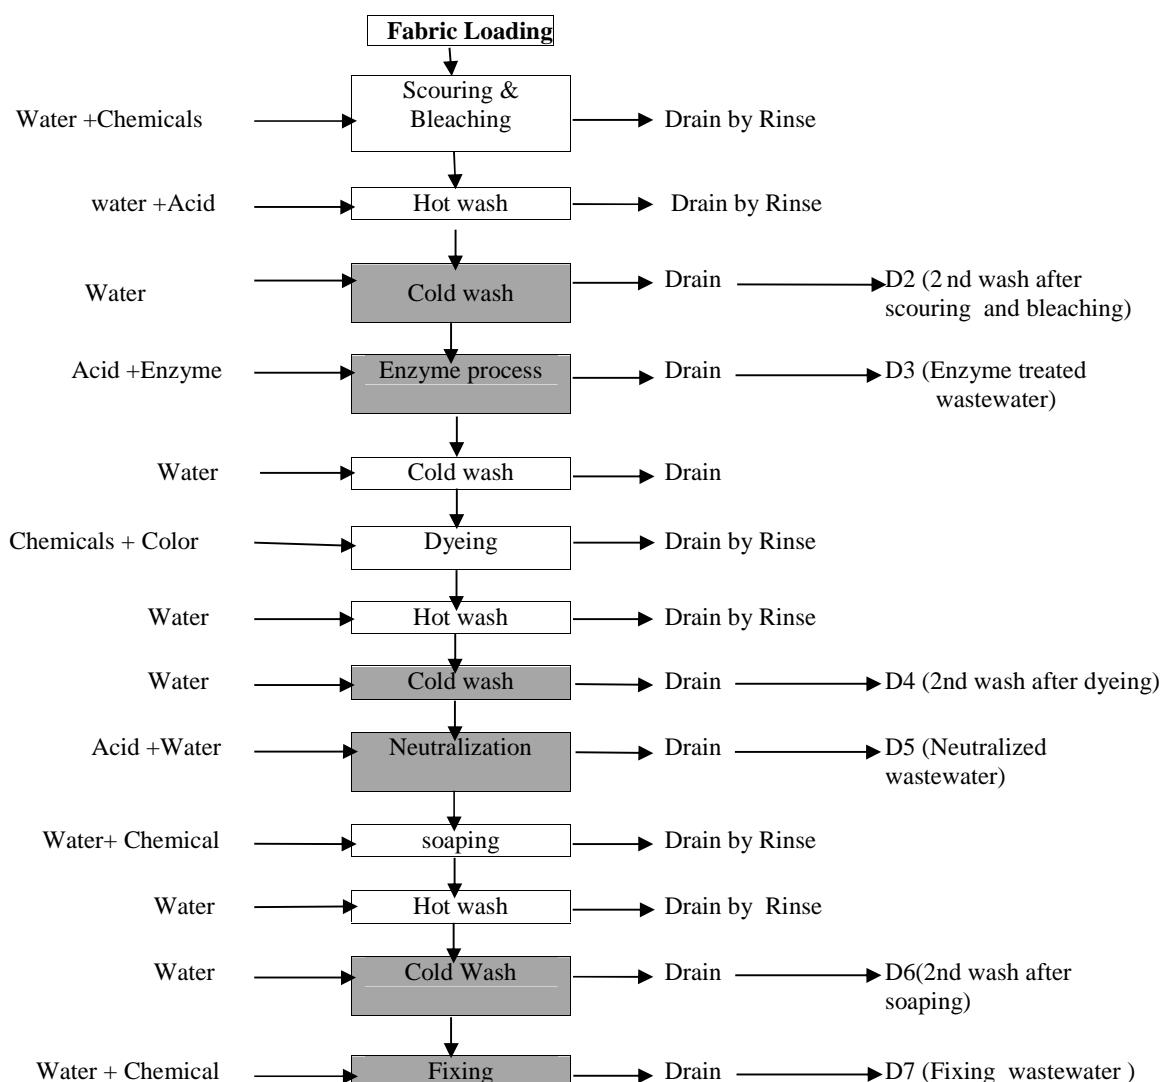 Fabric Loading
Water +Chemicals
Scouring &
Bleaching
Drain by Rinse
water +Acid
Hot wash
Drain by Rinse
Water
Cold wash
Drain
D2 (2 nd wash after
scouring and bleaching)
Acid +Enzyme
Enzyme process
Drain
D3 (Enzyme treated
wastewater)
Water
Cold wash
Drain
Chemicals + Color
Dyeing
Drain by Rinse
Water
Hot wash
Drain by Rinse
Water
Cold wash
Drain
D4 (2nd wash after dyeing)
Acid +Water
Neutralization
Drain
D5 (Neutralized
wastewater)
Water+ Chemical
soaping
Drain by Rinse
Water
Hot wash
Drain by Rinse
Water
Cold Wash
Drain
D6(2nd wash after
soaping)
Water + Chemical
Fixing
Drain
D7 (Fixing wastewater )